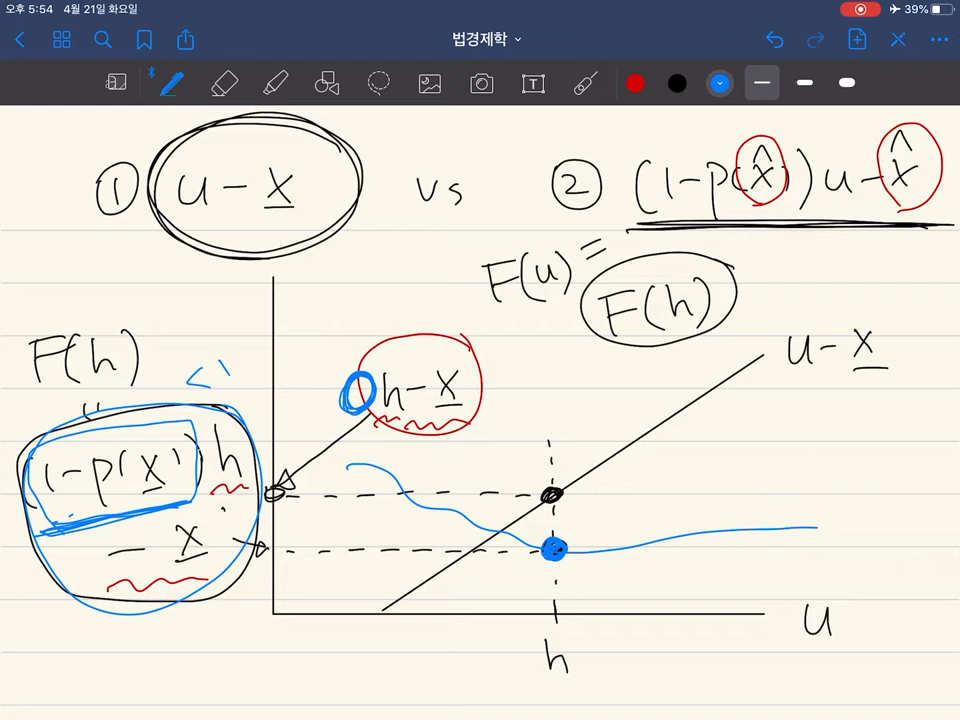 오후 5:54 4월 21일 화요일
39%
법경제학
T
① u - x̲ vs ② (1-p(x̂))u - x̂
F(u) =
F(h)
F(h)
u - x̲
h - x̲
<1
(1-p(x̲)) h
- x̲
u
h